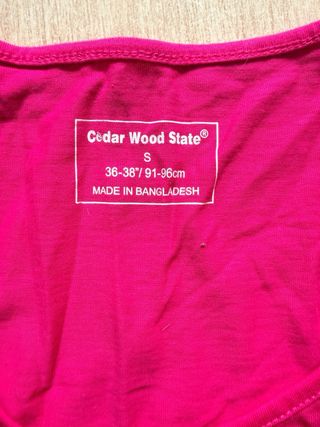 Cedar Wood State®
S
36-38"/ 91-96cm
MADE IN BANGLADESH